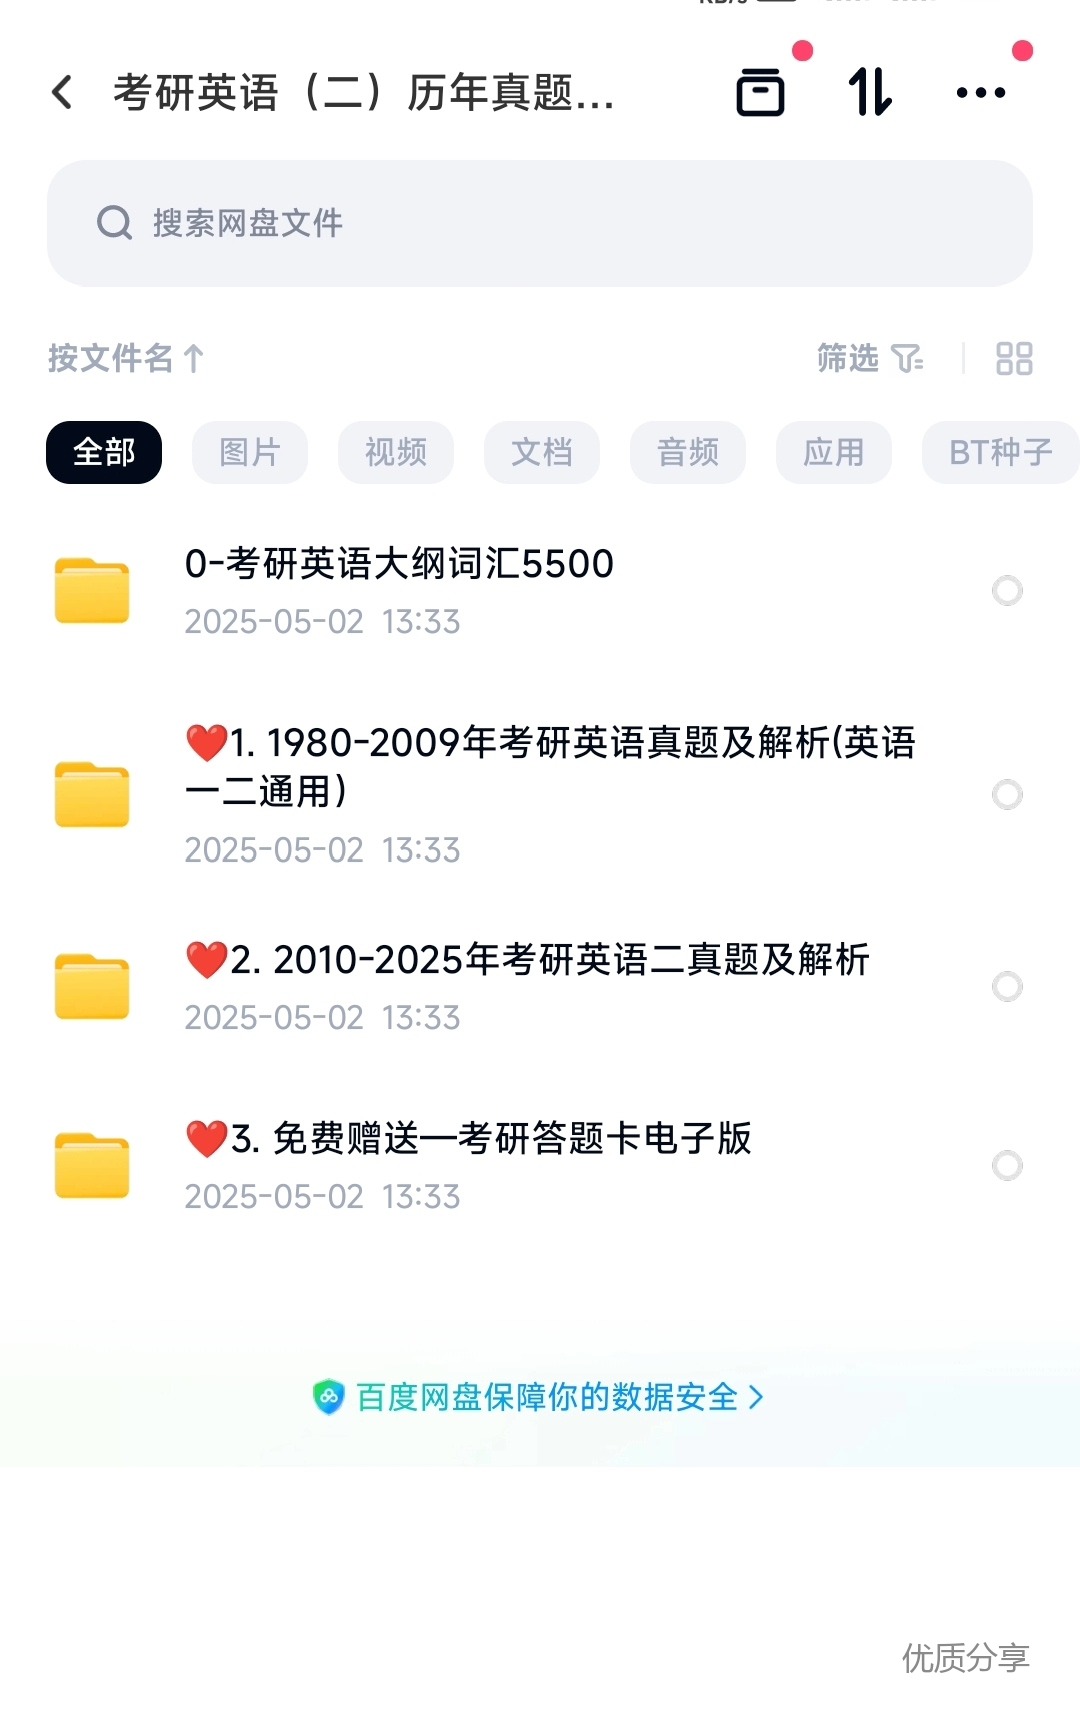 考研英语（二）历年真题...
搜索网盘文件
按文件名↑
筛选
全部 图片 视频 文档 音频 应用 BT种子
0-考研英语大纲词汇5500
2025-05-02 13:33
❤️1. 1980-2009年考研英语真题及解析(英语
一二通用）
2025-05-02 13:33
❤️2. 2010-2025年考研英语二真题及解析
2025-05-02 13:33
❤️3. 免费赠送—考研答题卡电子版
2025-05-02 13:33
百度网盘保障你的数据安全
优质分享